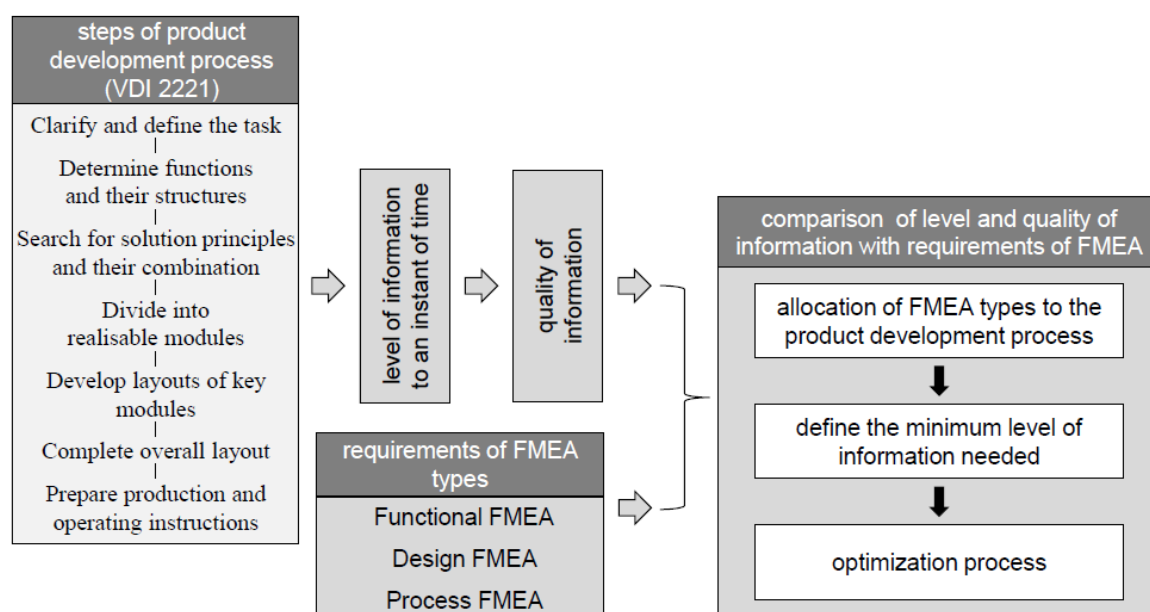 steps of product
development process
(VDI 2221)
Clarify and define the task
Determine functions
and their structures
Search for solution principles
and their combination
Divide into
realisable modules
Develop layouts of key
modules
Complete overall layout
Prepare production and
operating instructions
level of information
to an instant of time
quality of
information
requirements of FMEA
types
Functional FMEA
Design FMEA
Process FMEA
comparison of level and quality of
information with requirements of FMEA
allocation of FMEA types to the
product development process
define the minimum level of
information needed
optimization process